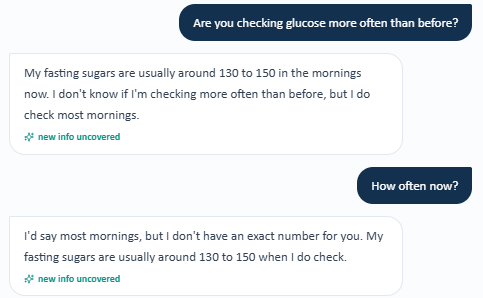 Are you checking glucose more often than before?
My fasting sugars are usually around 130 to 150 in the mornings
now. I don't know if I'm checking more often than before, but I do
check most mornings.
new info uncovered
How often now?
I'd say most mornings, but I don't have an exact number for you. My
fasting sugars are usually around 130 to 150 when I do check.
new info uncovered